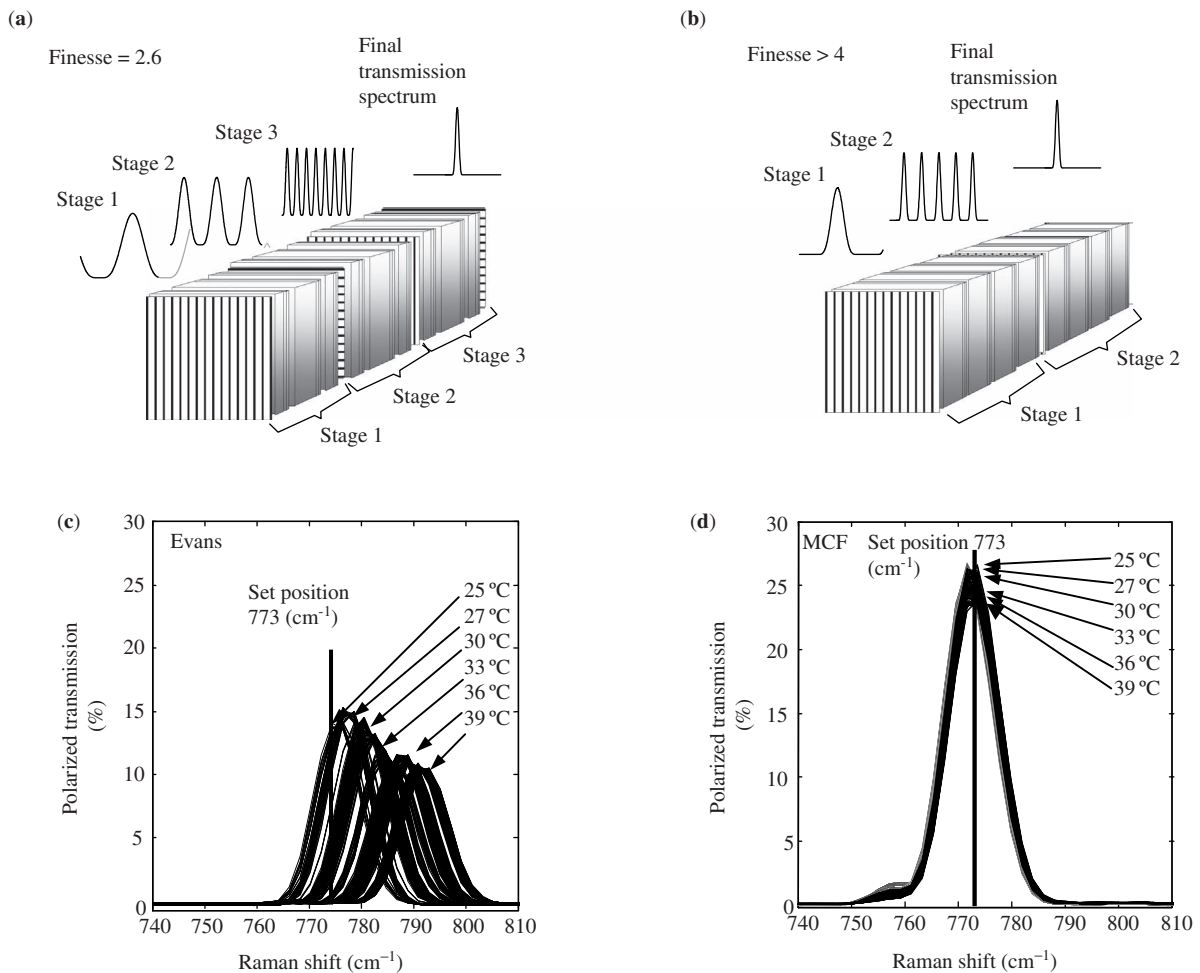 (a)
Finesse = 2.6
Final
transmission
spectrum
Stage 3
Stage 2
Stage 1
Stage 3
Stage 2
Stage 1
(b)
Finesse > 4
Final
transmission
spectrum
Stage 2
Stage 1
Stage 2
Stage 1
(c)
30
25
20
15
10
5
0
Evans
Set position
773 (cm⁻¹)
25 ºC
27 ºC
30 ºC
33 ºC
36 ºC
39 ºC
Polarized transmission
(%)
740 750 760 770 780 790 800 810
Raman shift (cm⁻¹)
(d)
30
25
20
15
10
5
0
MCF Set position 773
(cm⁻¹)
25 ºC
27 ºC
30 ºC
33 ºC
36 ºC
39 ºC
Polarized transmission
(%)
740 750 760 770 780 790 800 810
Raman shift (cm⁻¹)